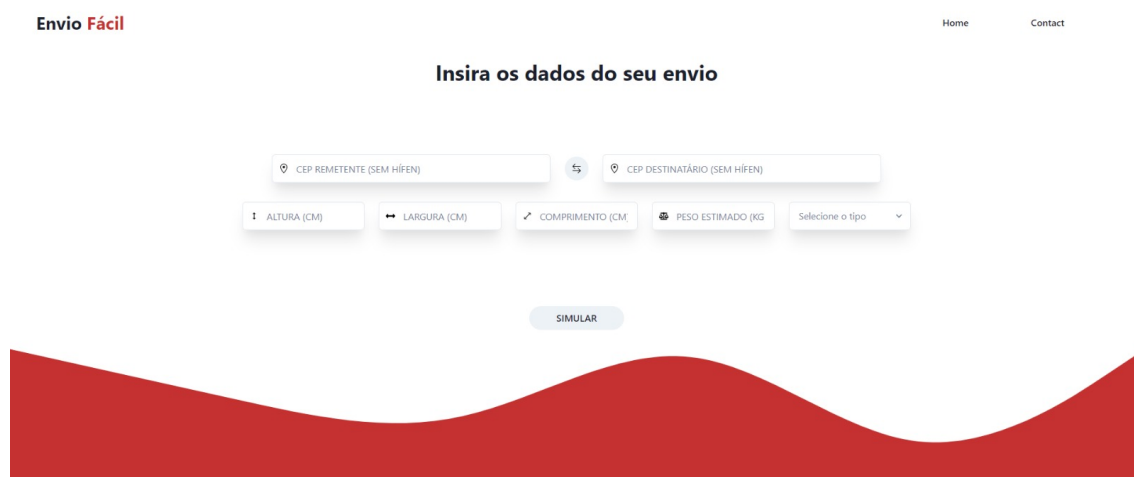 Envio Fácil Home Contact
Insira os dados do seu envio
CEP REMETENTE (SEM HÍFEN) CEP DESTINATÁRIO (SEM HÍFEN)
ALTURA (CM) LARGURA (CM) COMPRIMENTO (CM) PESO ESTIMADO (KG Selecione o tipo
SIMULAR